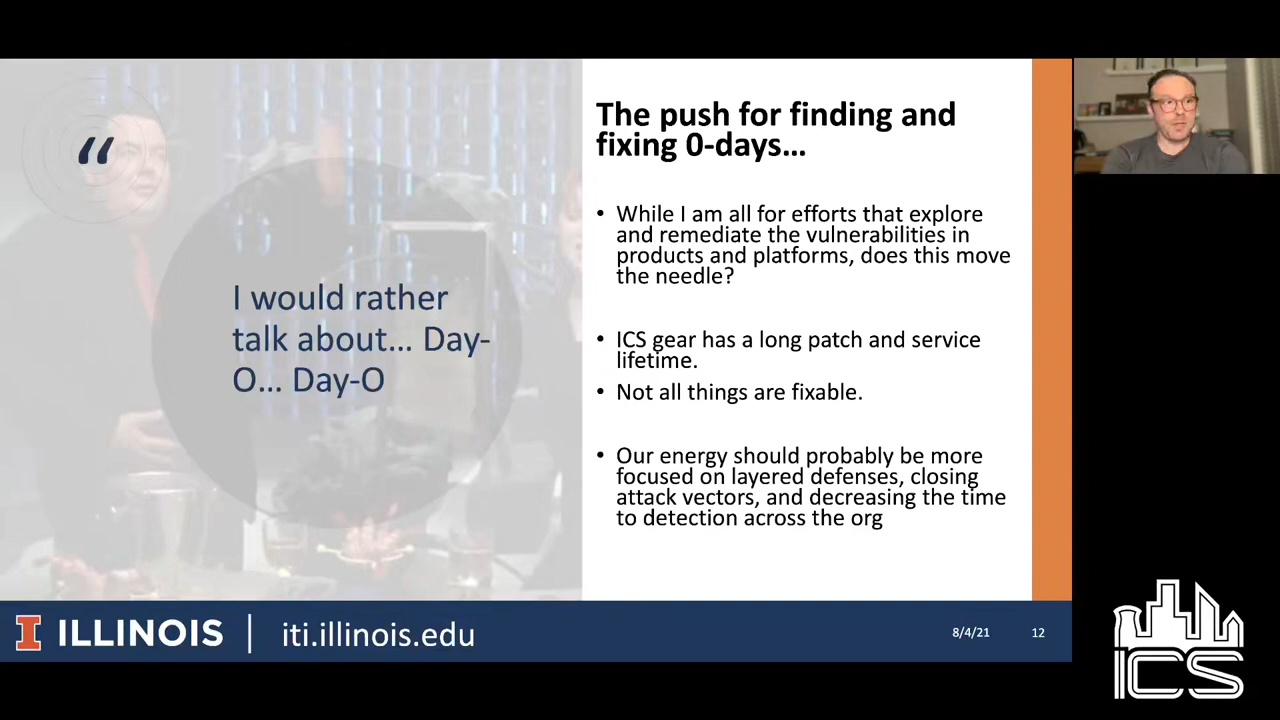 “
I would rather
talk about... Day-
O... Day-O
The push for finding and
fixing 0-days...
• While I am all for efforts that explore
and remediate the vulnerabilities in
products and platforms, does this move
the needle?
• ICS gear has a long patch and service
lifetime.
• Not all things are fixable.
• Our energy should probably be more
focused on layered defenses, closing
attack vectors, and decreasing the time
to detection across the org
I ILLINOIS | iti.illinois.edu
8/4/21 12
ICS